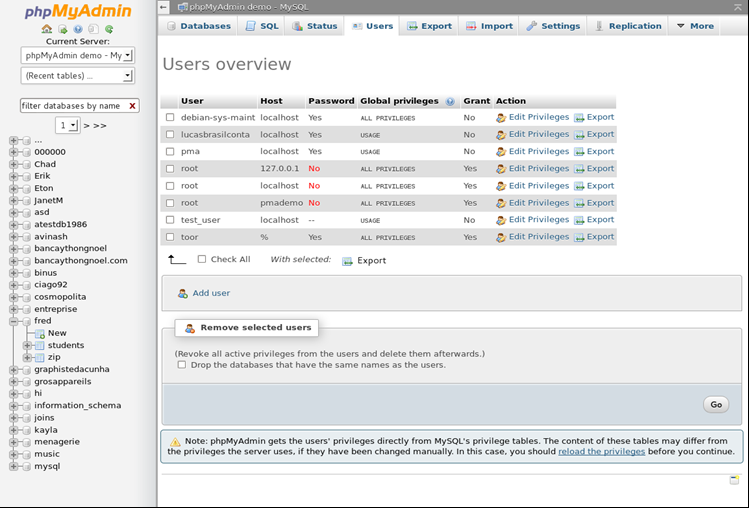 phpMyAdmin
Current Server:
phpMyAdmin demo - My
(Recent tables) ...
filter databases by name X
1 > >>
...
000000
Chad
Erik
Eton
JanetM
asd
atestdb1986
avinash
bancaythongnoel
bancaythongnoel.com
binus
ciago92
cosmopolita
entreprise
fred
New
students
zip
graphistedacunha
grosappareils
hi
information_schema
joins
kayla
menagerie
music
mysql
phpMyAdmin demo - MySQL
Databases SQL Status Users Export Import Settings Replication More
Users overview
User Host Password Global privileges Grant Action
debian-sys-maint localhost Yes ALL PRIVILEGES No Edit Privileges Export
lucasbrasilconta localhost Yes USAGE No Edit Privileges Export
pma localhost Yes USAGE No Edit Privileges Export
root 127.0.0.1 No ALL PRIVILEGES Yes Edit Privileges Export
root localhost No ALL PRIVILEGES Yes Edit Privileges Export
root pmademo No ALL PRIVILEGES Yes Edit Privileges Export
test_user localhost -- USAGE No Edit Privileges Export
toor % Yes ALL PRIVILEGES Yes Edit Privileges Export
Check All With selected: Export
Add user
Remove selected users
(Revoke all active privileges from the users and delete them afterwards.)
Drop the databases that have the same names as the users.
Go
Note: phpMyAdmin gets the users' privileges directly from MySQL's privilege tables. The content of these tables may differ from
the privileges the server uses, if they have been changed manually. In this case, you should reload the privileges before you continue.